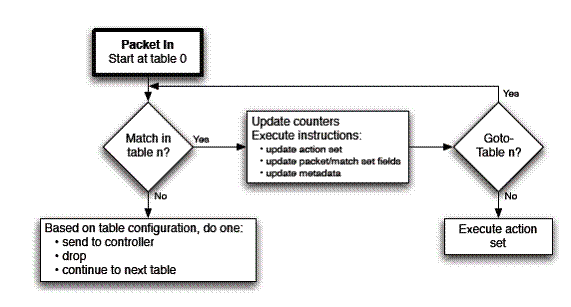 Packet In
Start at table 0
Yes
Match in
table n?
Yes
Update counters
Execute instructions:
• update action set
• update packet/match set fields
• update metadata
Goto-
Table n?
No
No
Based on table configuration, do one:
• send to controller
• drop
• continue to next table
Execute action
set